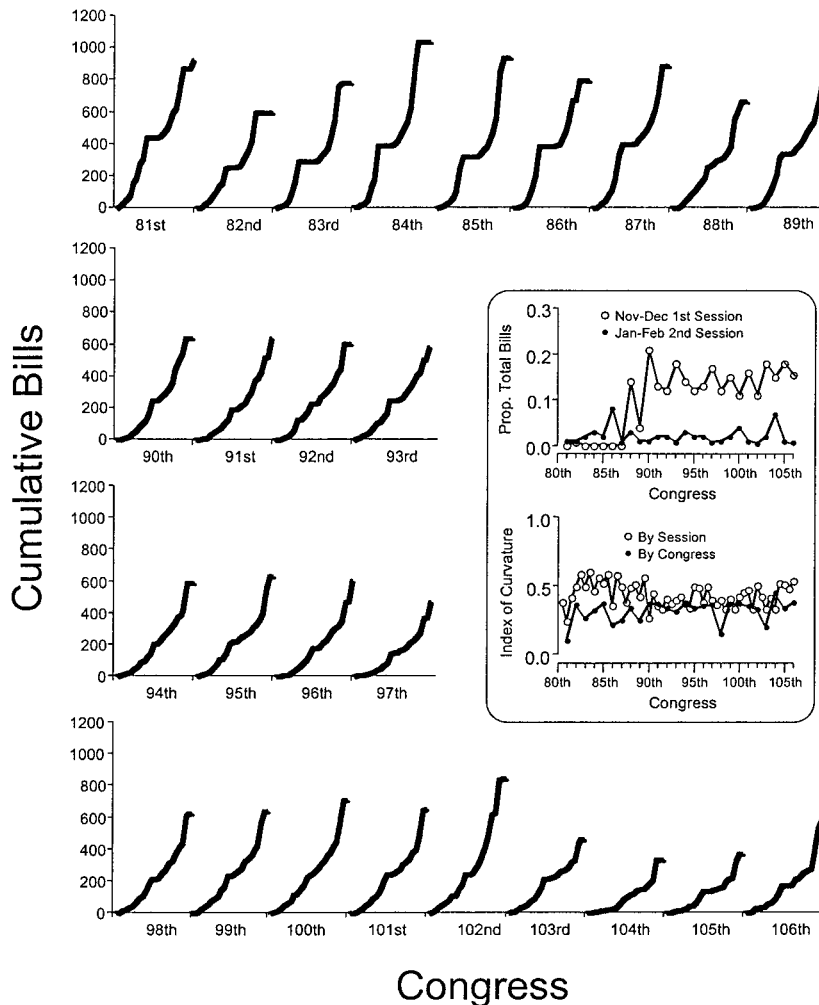 Cumulative Bills
1200
1000
800
600
400
200
0
81st 82nd 83rd 84th 85th 86th 87th 88th 89th
1200
1000
800
600
400
200
0
90th 91st 92nd 93rd
1200
1000
800
600
400
200
0
94th 95th 96th 97th
1200
1000
800
600
400
200
0
98th 99th 100th 101st 102nd 103rd 104th 105th 106th
Congress
Prop. Total Bills
0.3
0.2
0.1
0.0
Nov-Dec 1st Session
Jan-Feb 2nd Session
80th 85th 90th 95th 100th 105th
Congress
Index of Curvature
1.0
0.5
0.0
By Session
By Congress
80th 85th 90th 95th 100th 105th
Congress